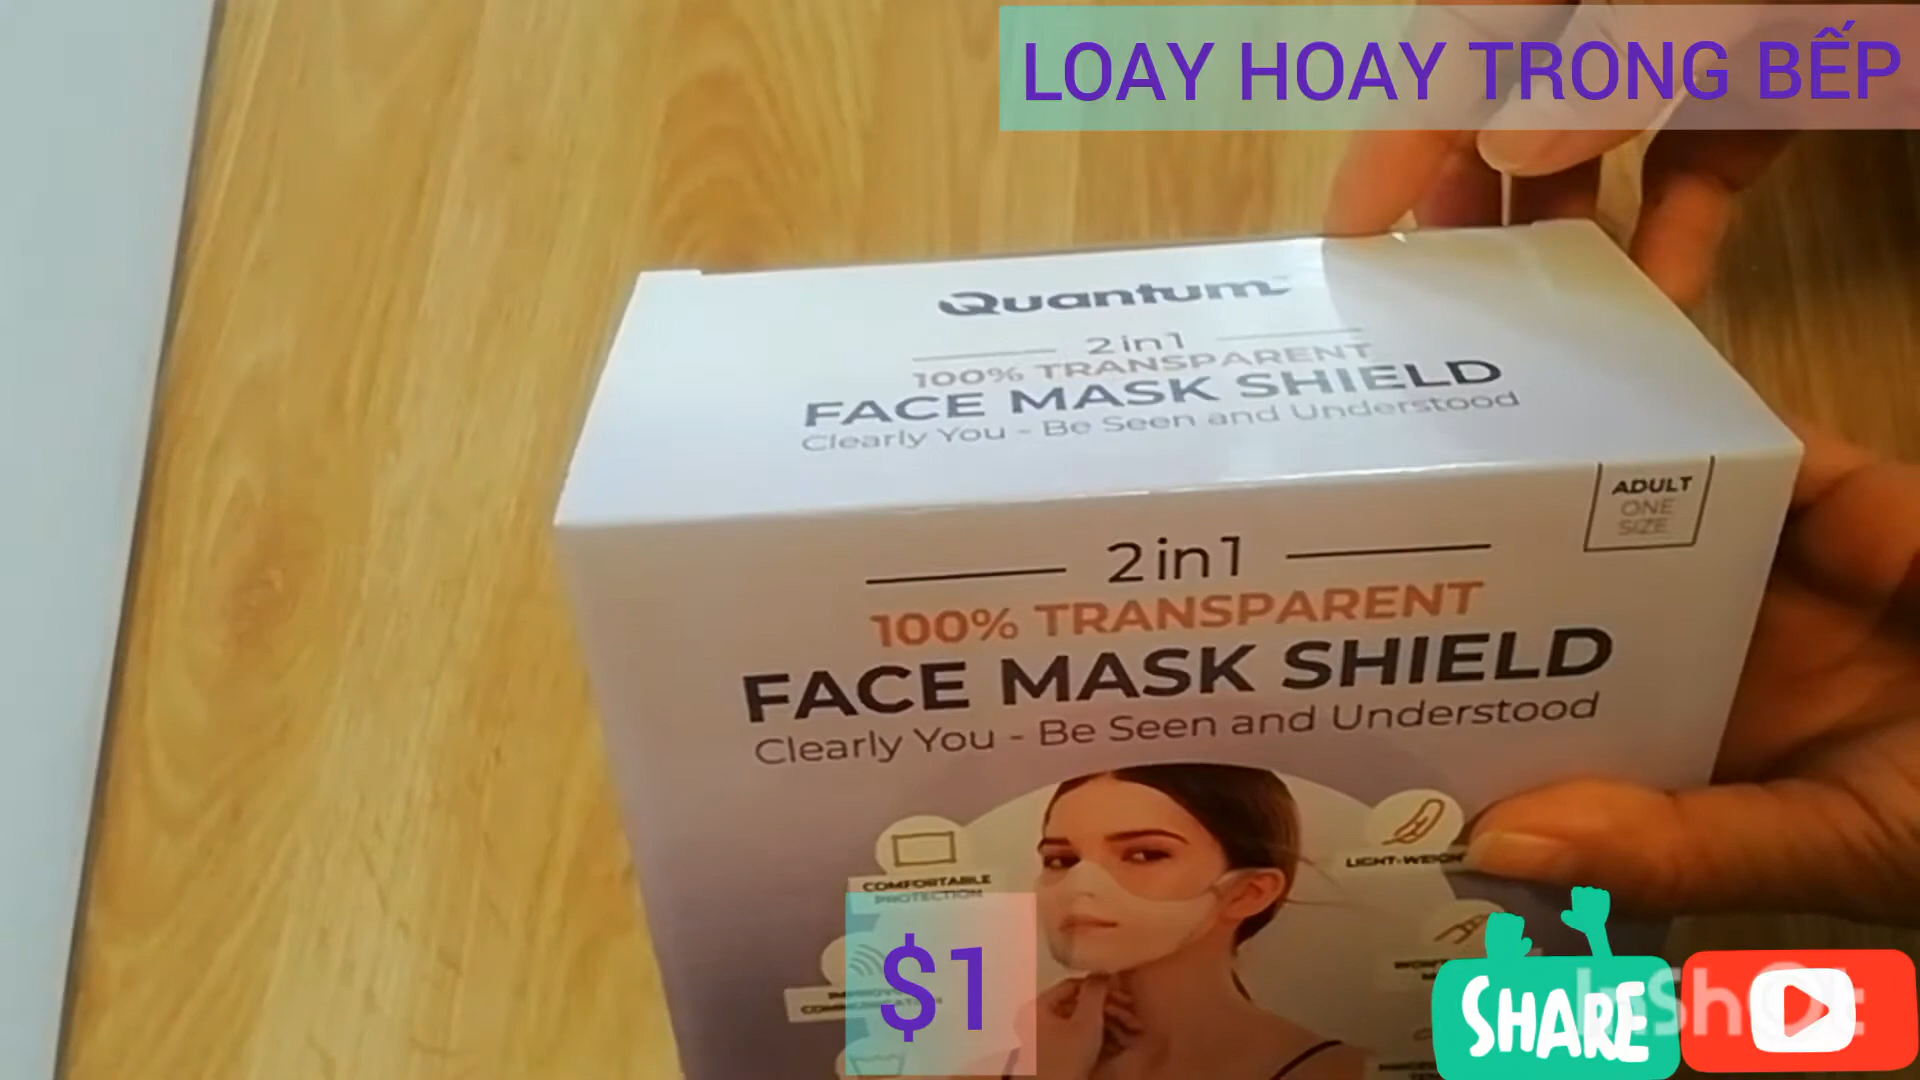 LOAY HOAY TRONG BẾP
Quantum
2 in 1
100% TRANSPARENT
FACE MASK SHIELD
Clearly You - Be Seen and Understood
ADULT
ONE
SIZE
2 in 1
100% TRANSPARENT
FACE MASK SHIELD
Clearly You - Be Seen and Understood
COMFORTABLE
PROTECTION
LIGHT-WEIGH
$1
SHARE
InShOt